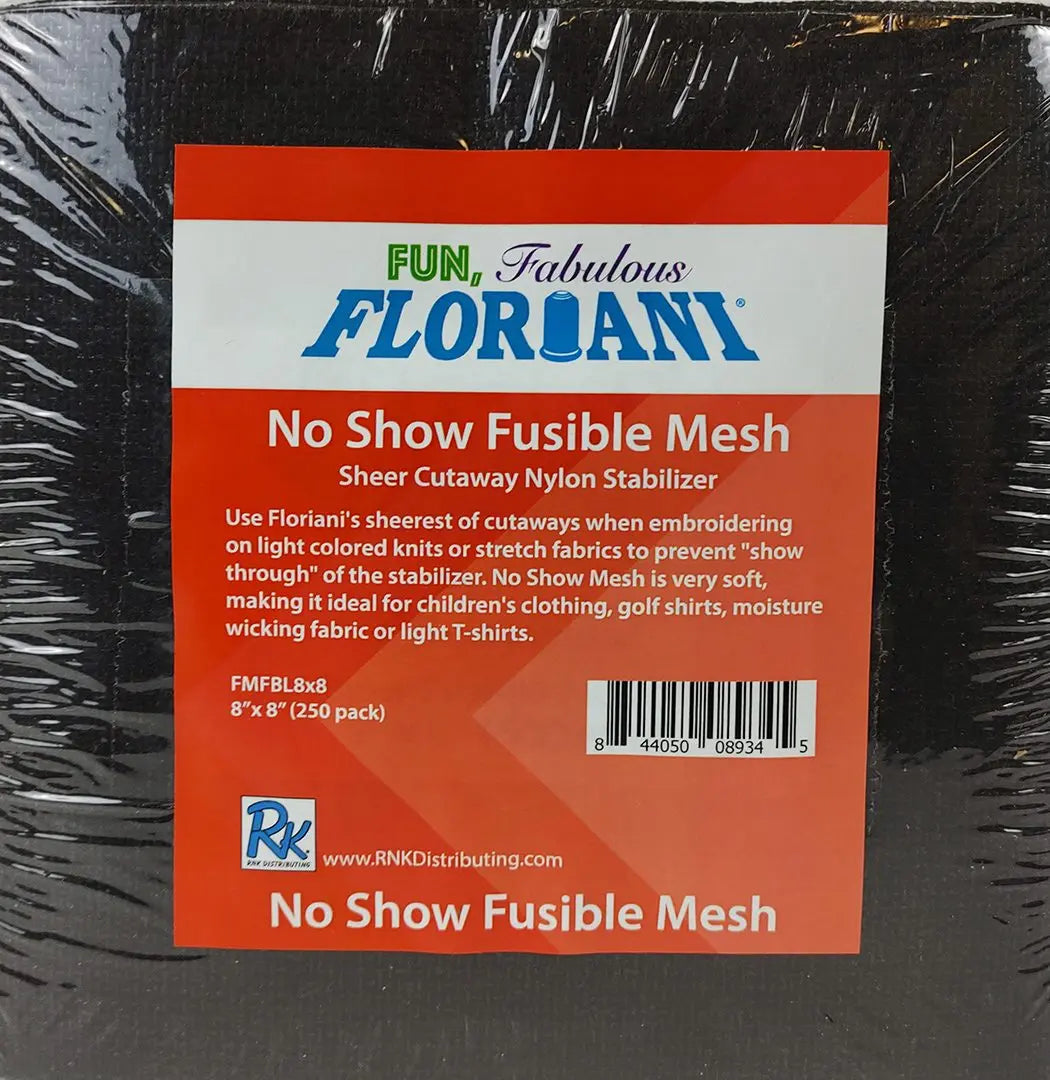 FUN, Fabulous
FLORIANI®
No Show Fusible Mesh
Sheer Cutaway Nylon Stabilizer
Use Floriani's sheerest of cutaways when embroidering
on light colored knits or stretch fabrics to prevent "show
through" of the stabilizer. No Show Mesh is very soft,
making it ideal for children's clothing, golf shirts, moisture
wicking fabric or light T-shirts.
FMFBL8x8
8”x 8” (250 pack)
8 44050 08934 5
RK
RNK DISTRIBUTING
www.RNKDistributing.com
No Show Fusible Mesh